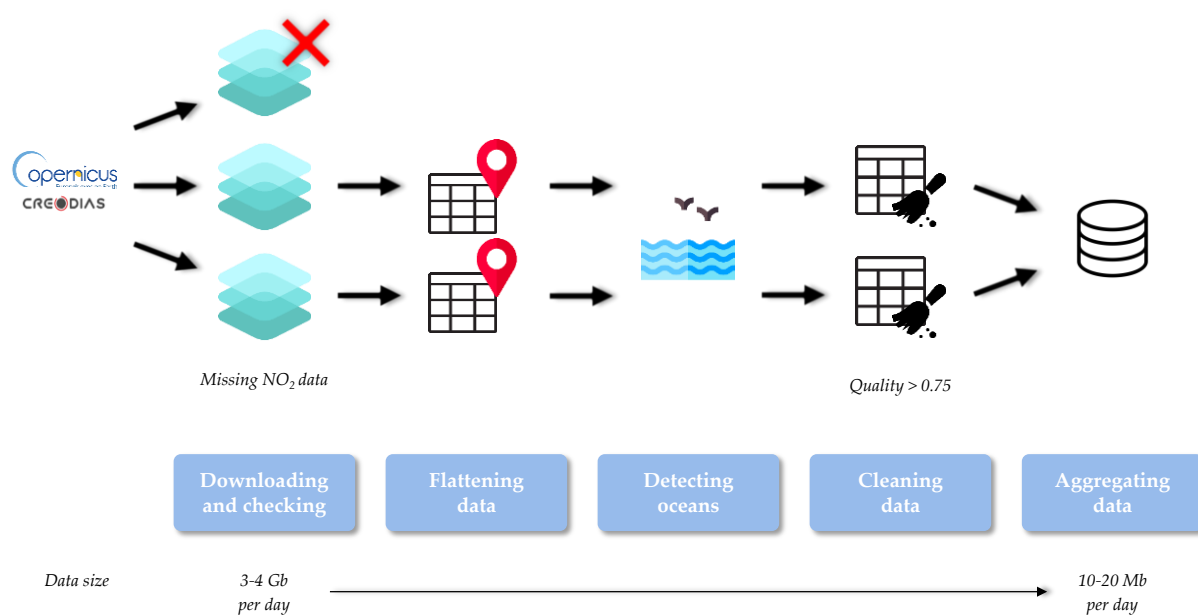 opernicus
CREODIAS
Missing NO₂ data
Quality > 0.75
Downloading
and checking
Flattening
data
Detecting
oceans
Cleaning
data
Aggregating
data
Data size
3-4 Gb
per day
10-20 Mb
per day